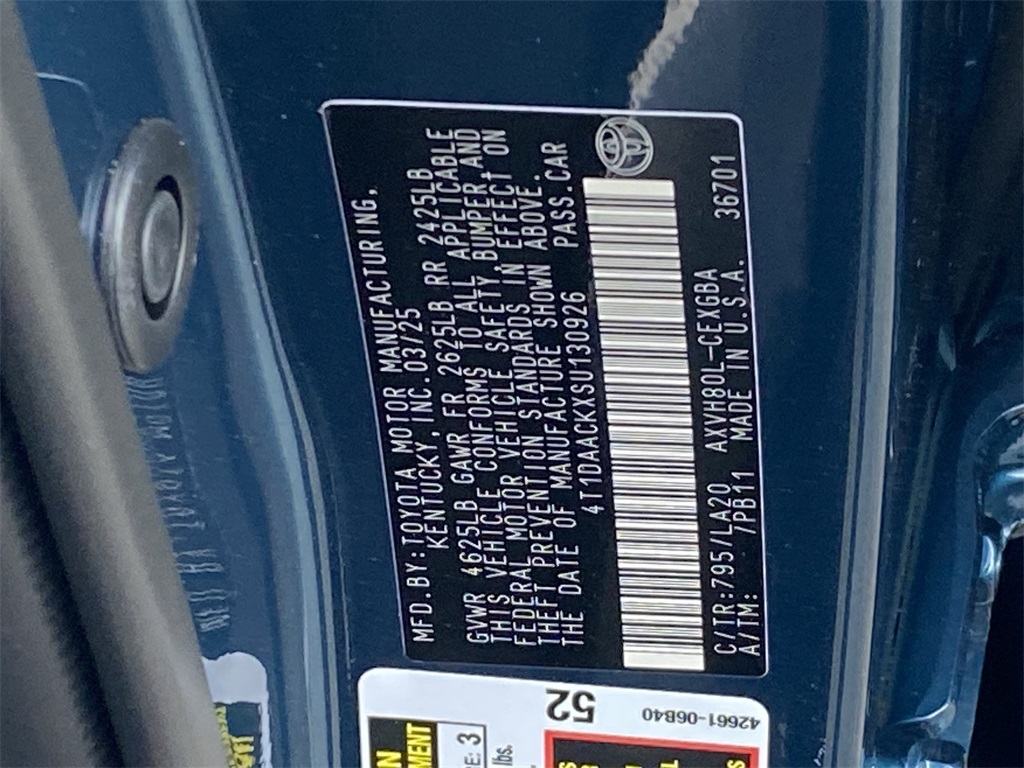 MFD.BY:TOYOTA MOTOR MANUFACTURING,
KENTUCKY, INC.03/25
GVWR 4625LB GAWR FR 2625LB RR 2425LB
THIS VEHICLE CONFORMS TO ALL APPLICABLE
FEDERAL MOTOR VEHICLE SAFETY,BUMPER,AND
THEFT PREVENTION STANDARDS IN EFFECT ON
THE DATE OF MANUFACTURE SHOWN ABOVE.
4T1DAACKXSU130926 PASS.CAR
C/TR:795/LA20 AXVH80L-CEXGBA 36701
A/TM: /PB11 MADE IN U.S.A.
52
42661-06B40
3
lbs.